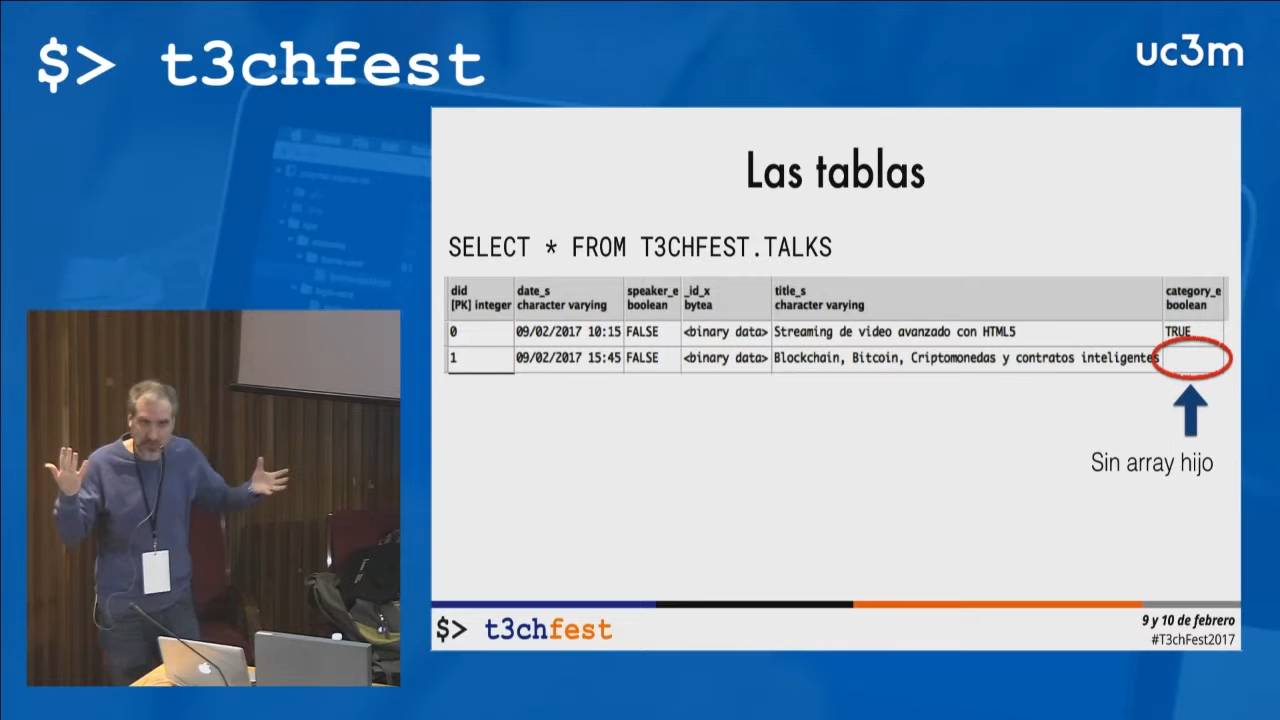 $> t3chfest
uc3m
Las tablas
SELECT * FROM T3CHFEST.TALKS
did date_s speaker_e _id_x title_s category_e
[PK] integer character varying boolean bytea character varying boolean
0 09/02/2017 10:15 FALSE <binary data> Streaming de video avanzado con HTML5 TRUE
1 09/02/2017 15:45 FALSE <binary data> Blockchain, Bitcoin, Criptomonedas y contratos inteligentes
Sin array hijo
$> t3chfest
9 y 10 de febrero
#T3chFest2017